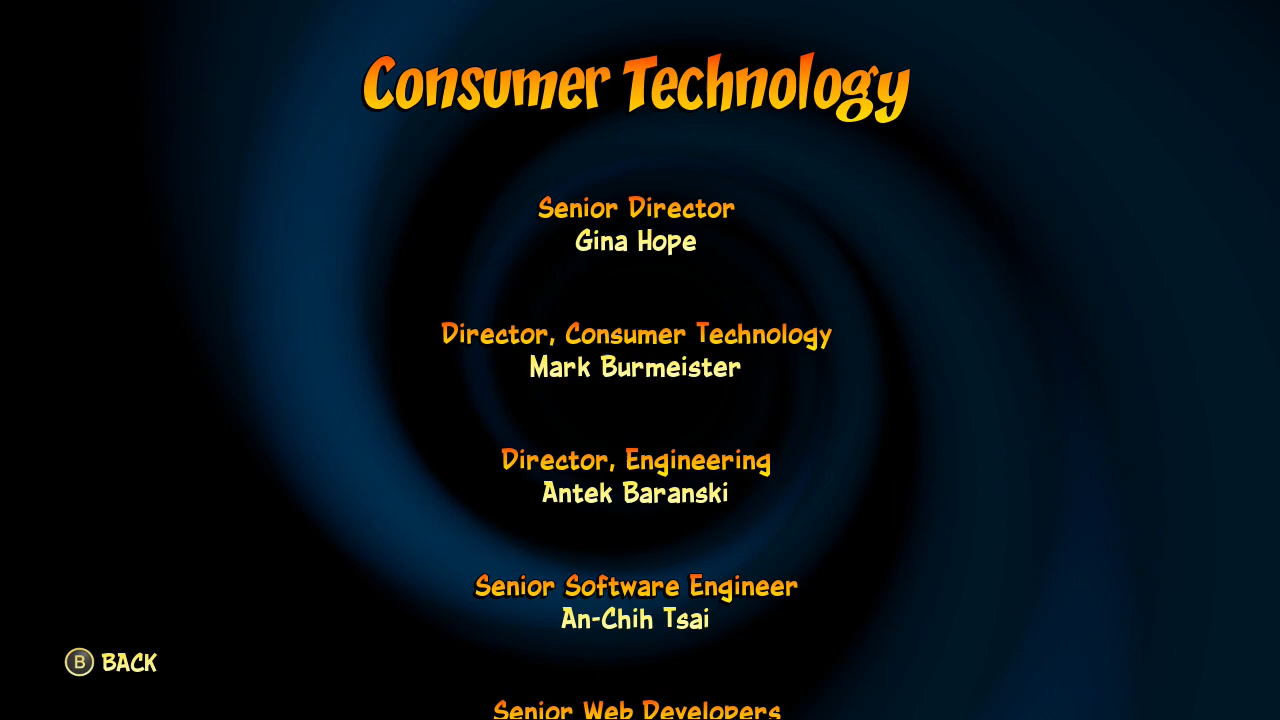 Consumer Technology
Senior Director
Gina Hope
Director, Consumer Technology
Mark Burmeister
Director, Engineering
Antek Baranski
Senior Software Engineer
An-Chih Tsai
B BACK
Senior Web Developers